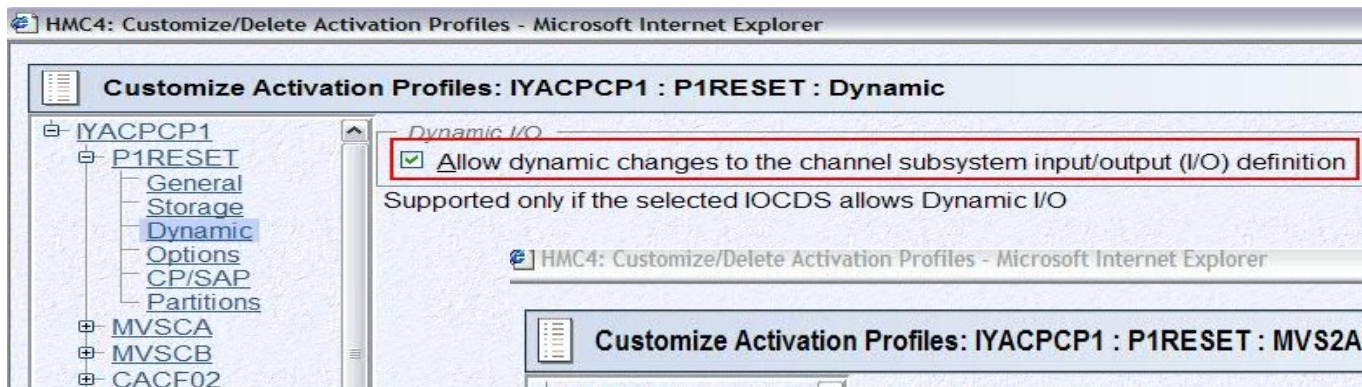 HMC4: Customize/Delete Activation Profiles - Microsoft Internet Explorer
Customize Activation Profiles: IYACPCP1 : P1RESET : Dynamic
IYACPCP1
P1RESET
General
Storage
Dynamic
Options
CP/SAP
Partitions
MVSCA
MVSCB
CACF02
Dynamic I/O
Allow dynamic changes to the channel subsystem input/output (I/O) definition
Supported only if the selected IOCDS allows Dynamic I/O
HMC4: Customize/Delete Activation Profiles - Microsoft Internet Explorer
Customize Activation Profiles: IYACPCP1 : P1RESET : MVS2A